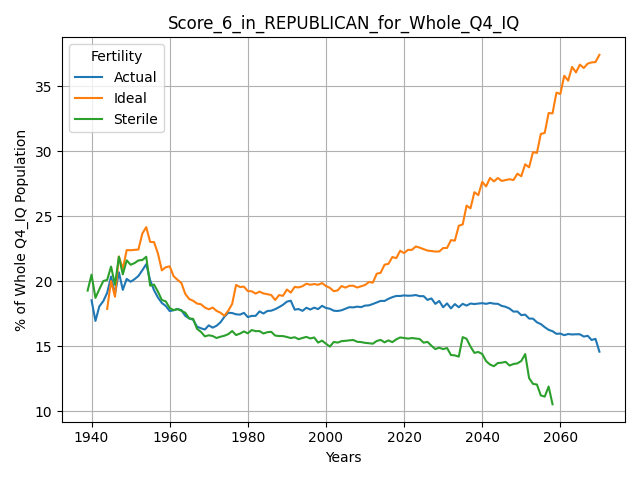 Score_6_in_REPUBLICAN_for_Whole_Q4_IQ
Fertility
Actual
Ideal
Sterile
% of Whole Q4_IQ Population
35
30
25
20
15
10
1940 1960 1980 2000 2020 2040 2060
Years